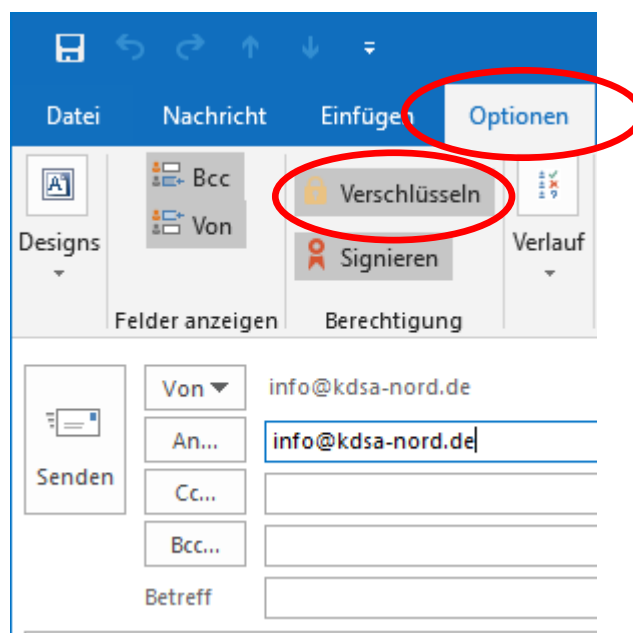 Datei Nachricht Einfügen Optionen
Bcc
Verschlüsseln
Von
Signieren
Designs
Verlauf
Felder anzeigen Berechtigung
Von info@kdsa-nord.de
An... info@kdsa-nord.de
Senden
Cc...
Bcc...
Betreff